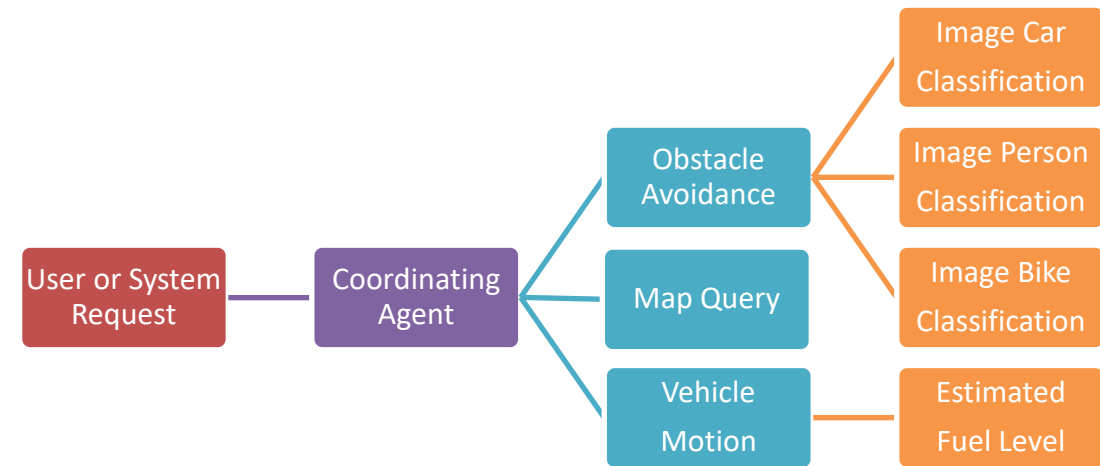 User or System
Request
Coordinating
Agent
Obstacle
Avoidance
Map Query
Vehicle
Motion
Image Car
Classification
Image Person
Classification
Image Bike
Classification
Estimated
Fuel Level